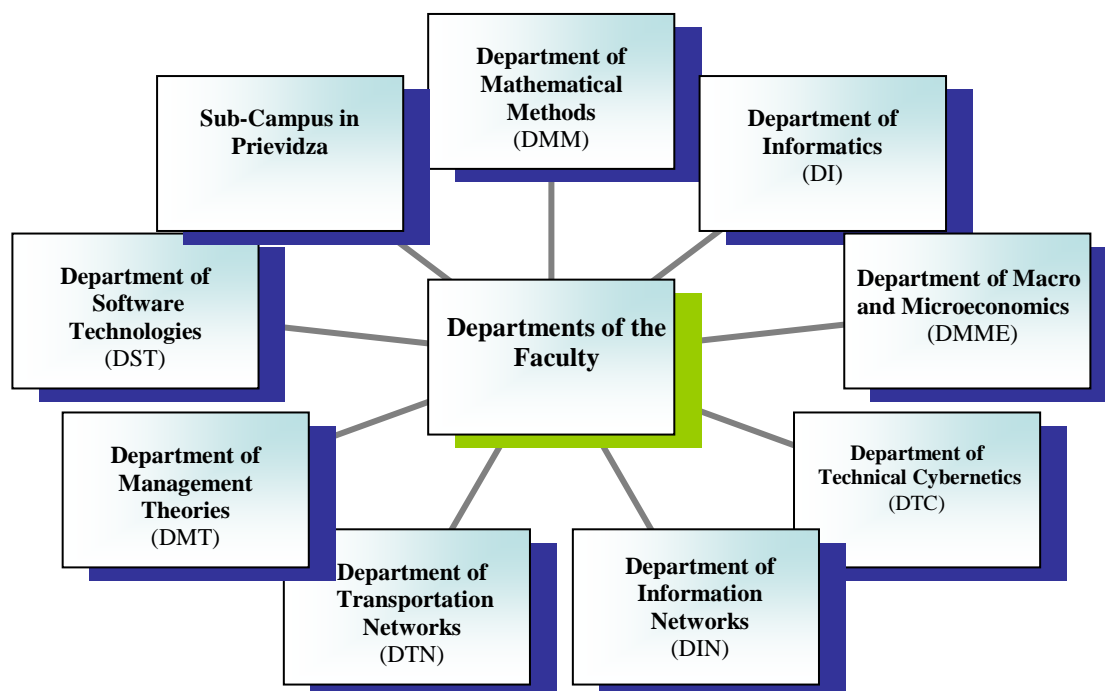 Department of
Mathematical
Methods
(DMM)
Sub-Campus in
Prievidza
Department of
Informatics
(DI)
Department of
Software
Technologies
(DST)
Departments of the
Faculty
Department of Macro
and Microeconomics
(DMME)
Department of
Management
Theories
(DMT)
Department of
Technical Cybernetics
(DTC)
Department of
Transportation
Networks
(DTN)
Department of
Information
Networks
(DIN)